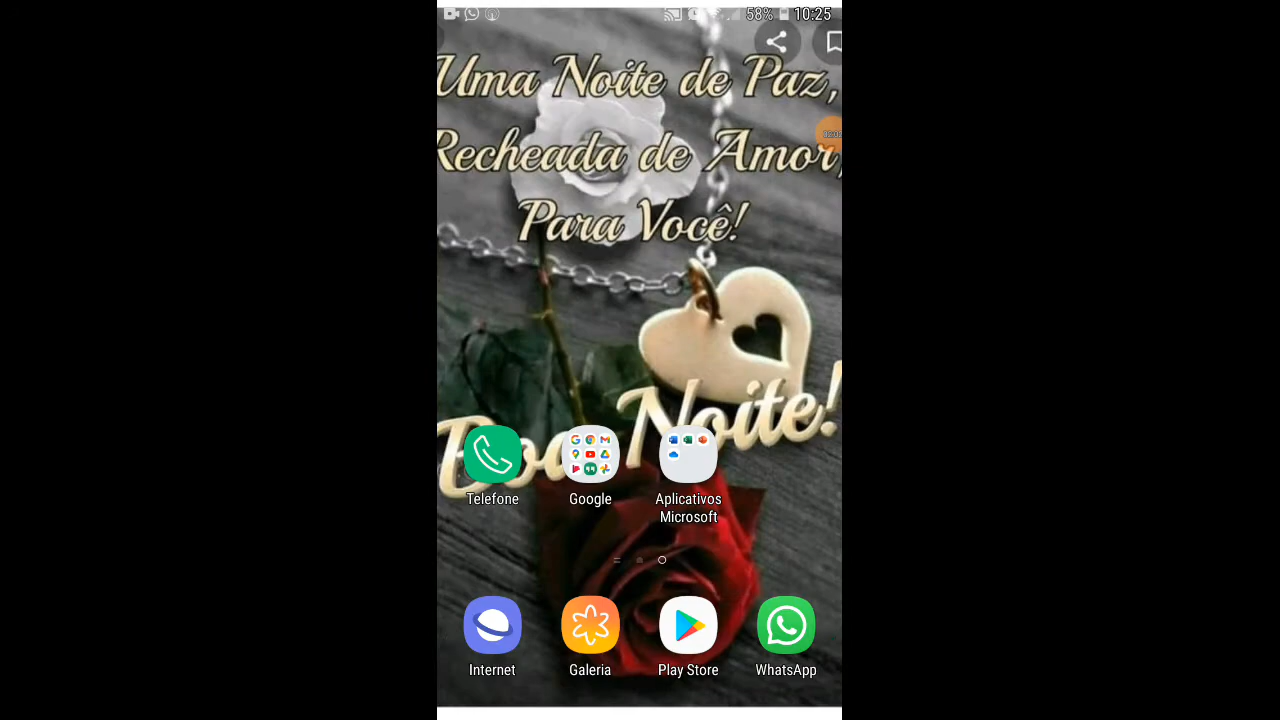 58% 10:25
Uma Noite de Paz,
Recheada de Amor,
Para Você!
Boa Noite!
Telefone
Google
Aplicativos
Microsoft
Internet
Galeria
Play Store
WhatsApp